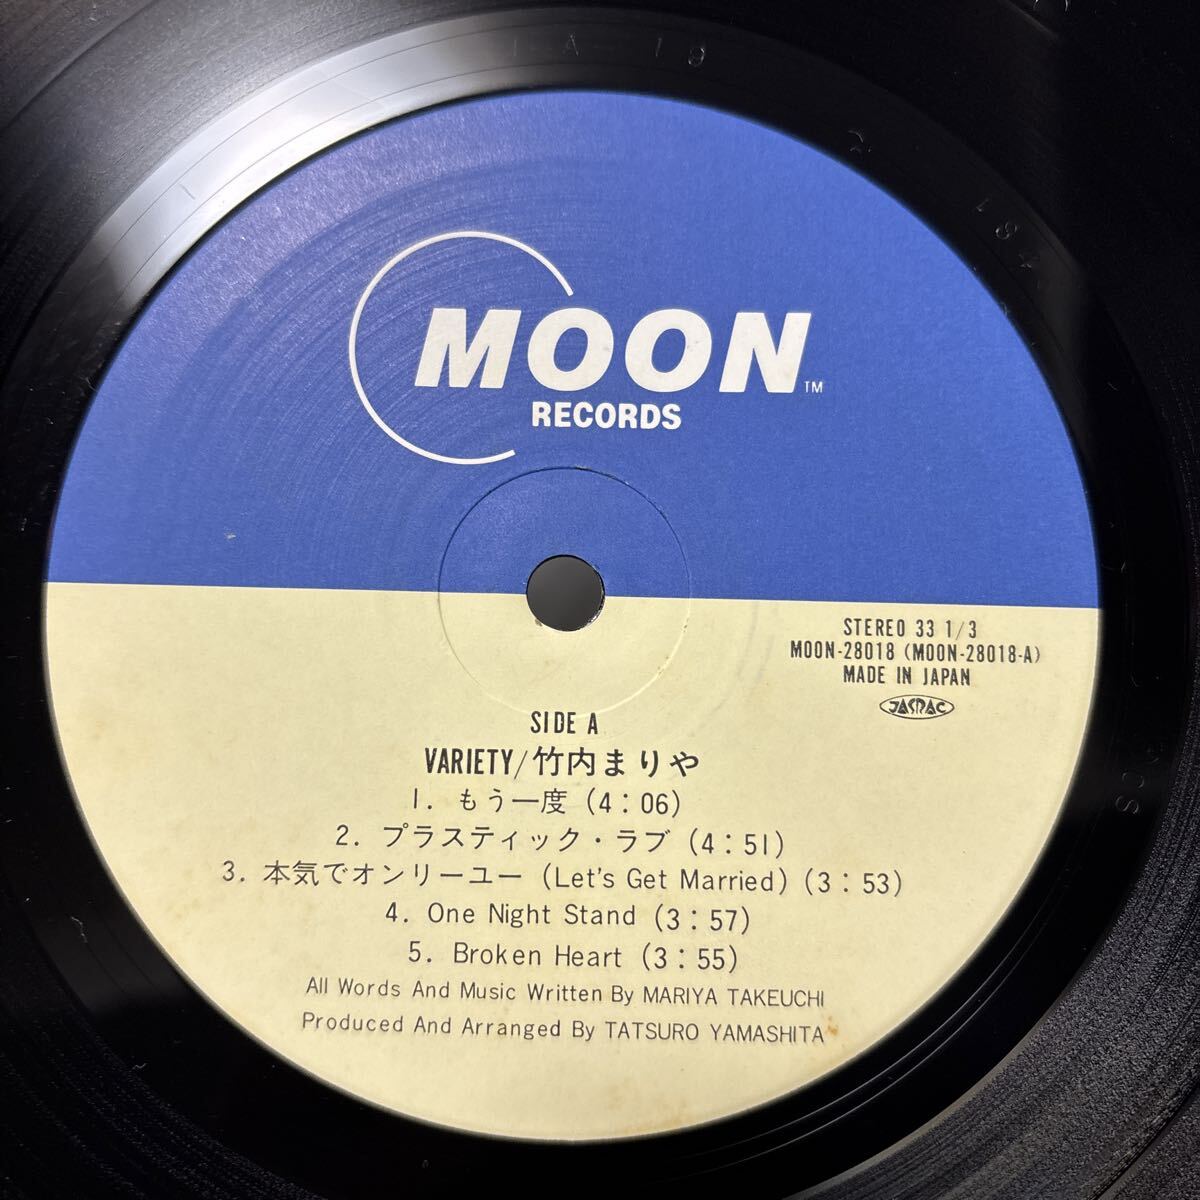 MOON TM
RECORDS
STEREO 33 1/3
MOON-28018 (MOON-28018-A)
MADE IN JAPAN
JASRAC
SIDE A
VARIETY/竹内まりや
1. もう一度 (4:06)
2. プラスティック・ラブ (4:51)
3. 本気でオンリーユー (Let's Get Married) (3:53)
4. One Night Stand (3:57)
5. Broken Heart (3:55)
All Words And Music Written By MARIYA TAKEUCHI
Produced And Arranged By TATSURO YAMASHITA